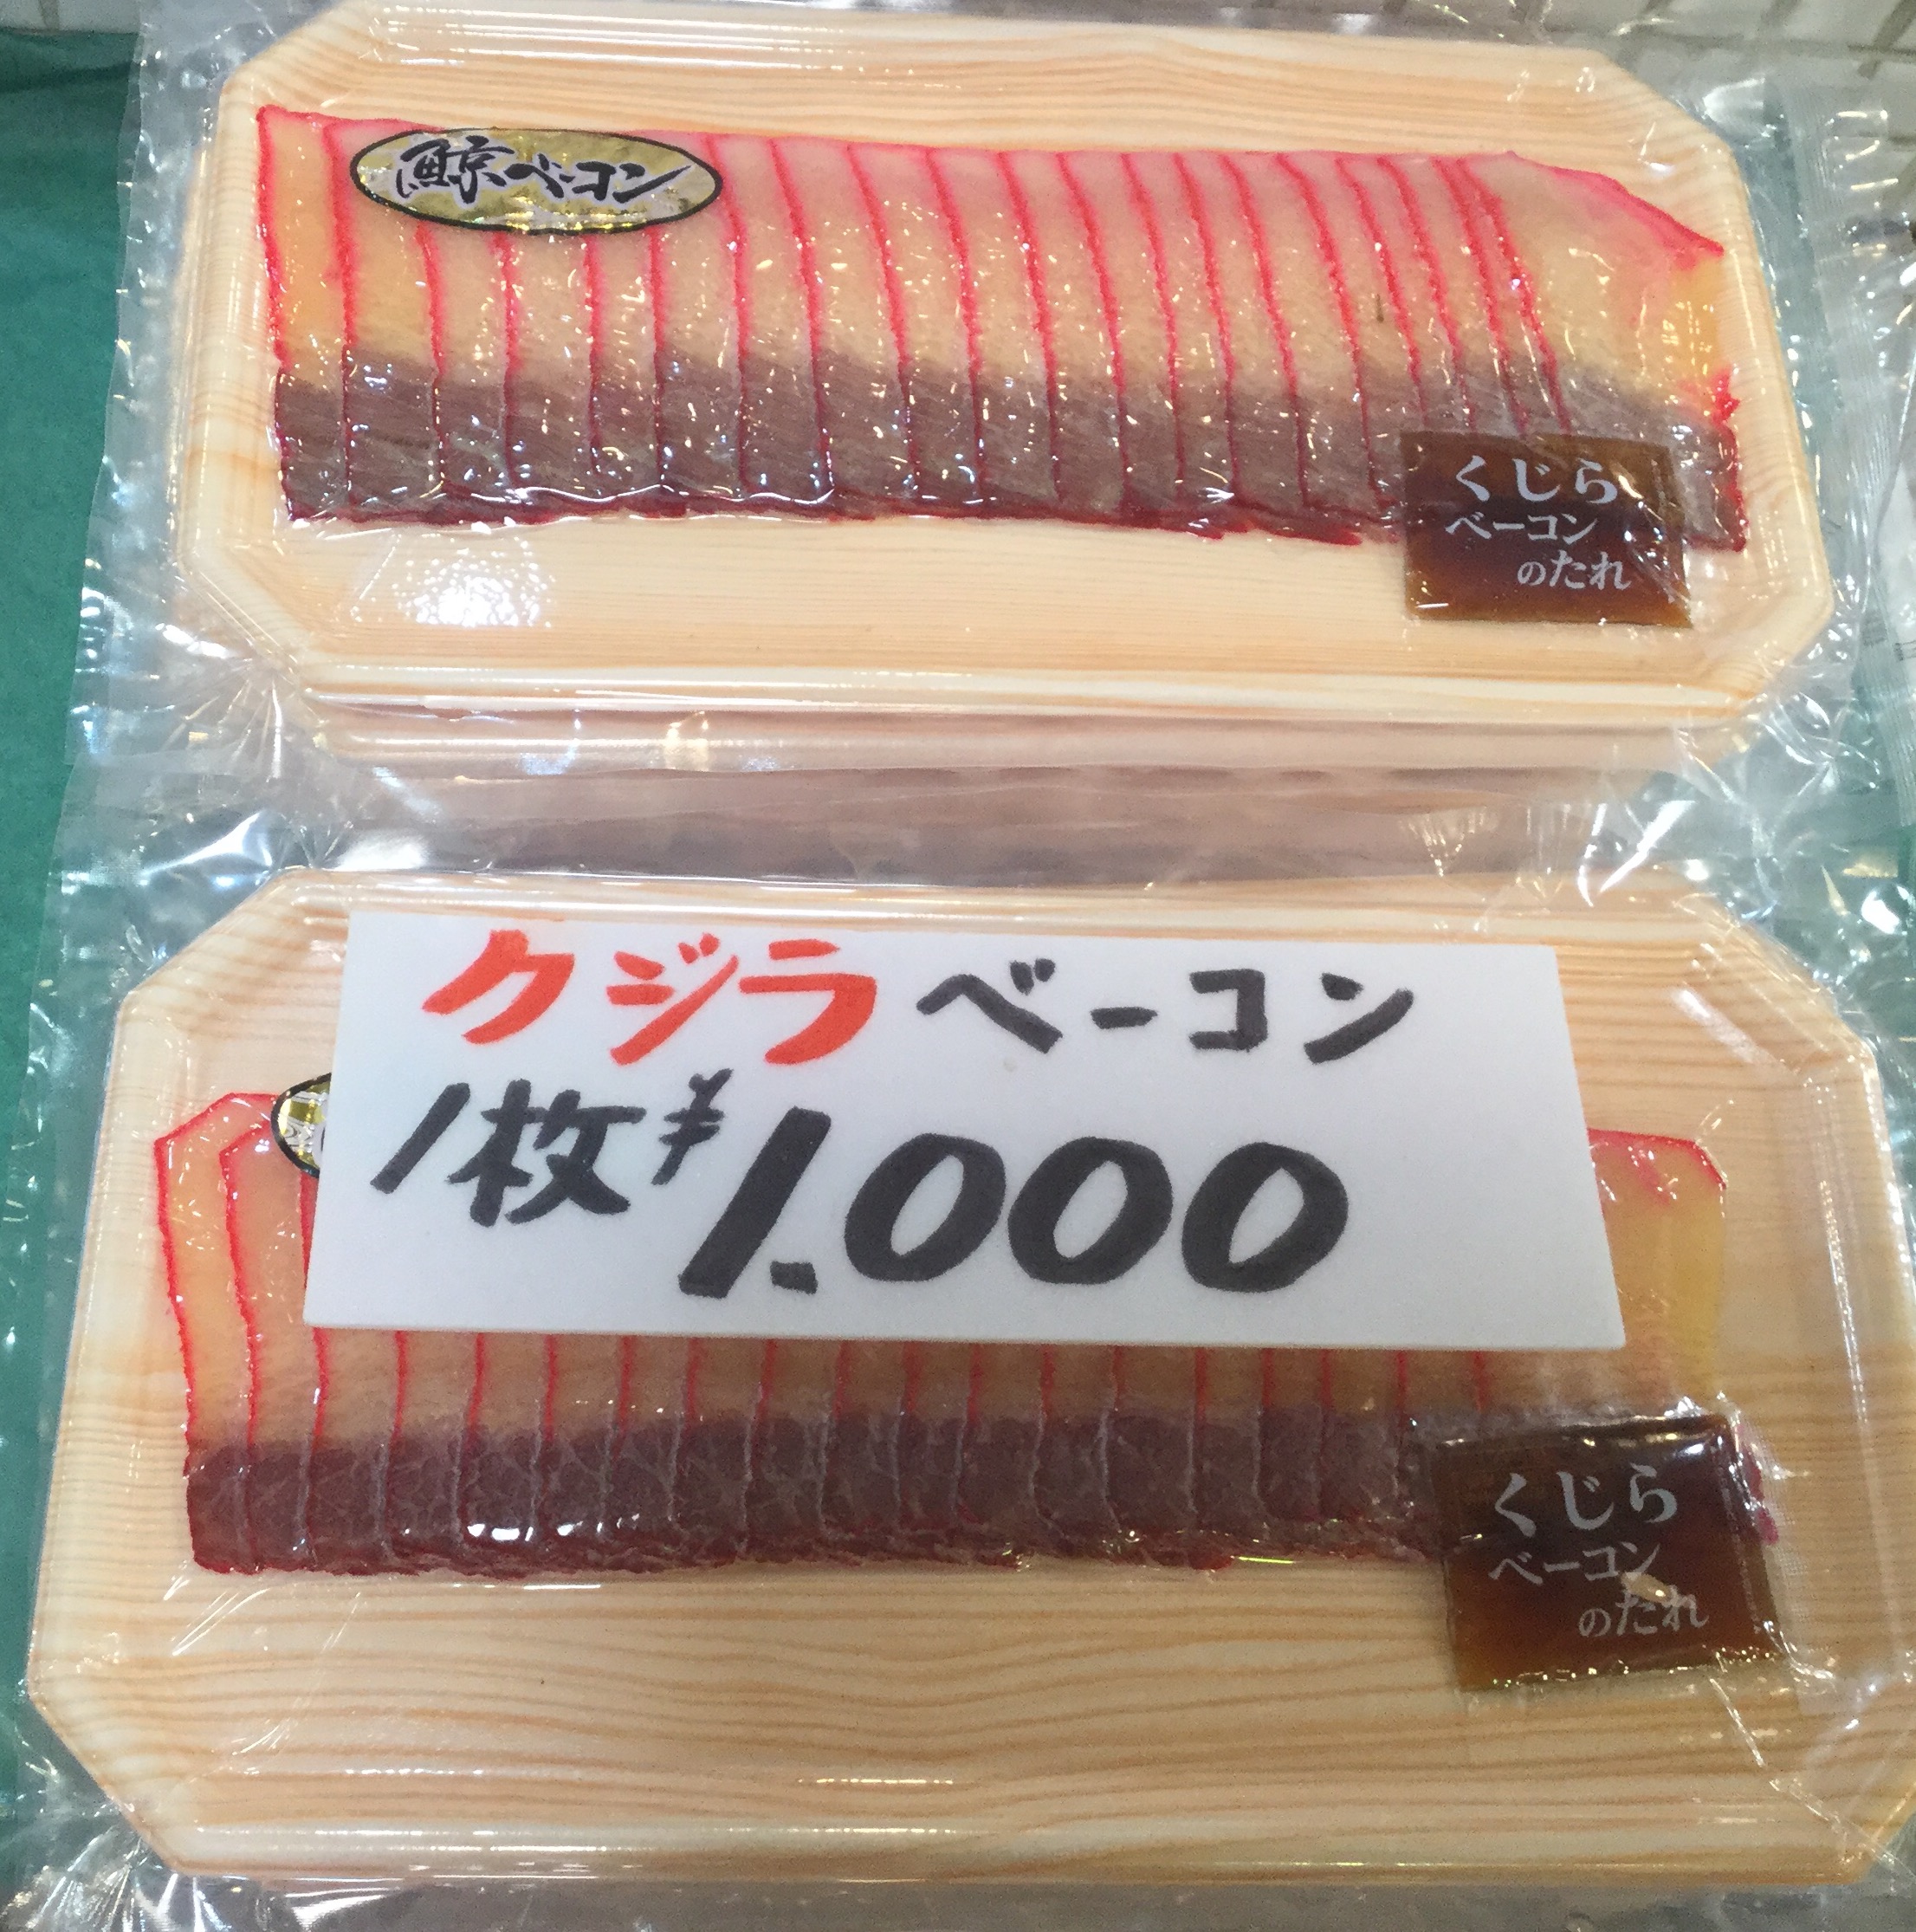 鯨ベーコン
くじら
ベーコン
のたれ
クジラベーコン
1枚¥1.000
くじら
ベーコン
のたれ